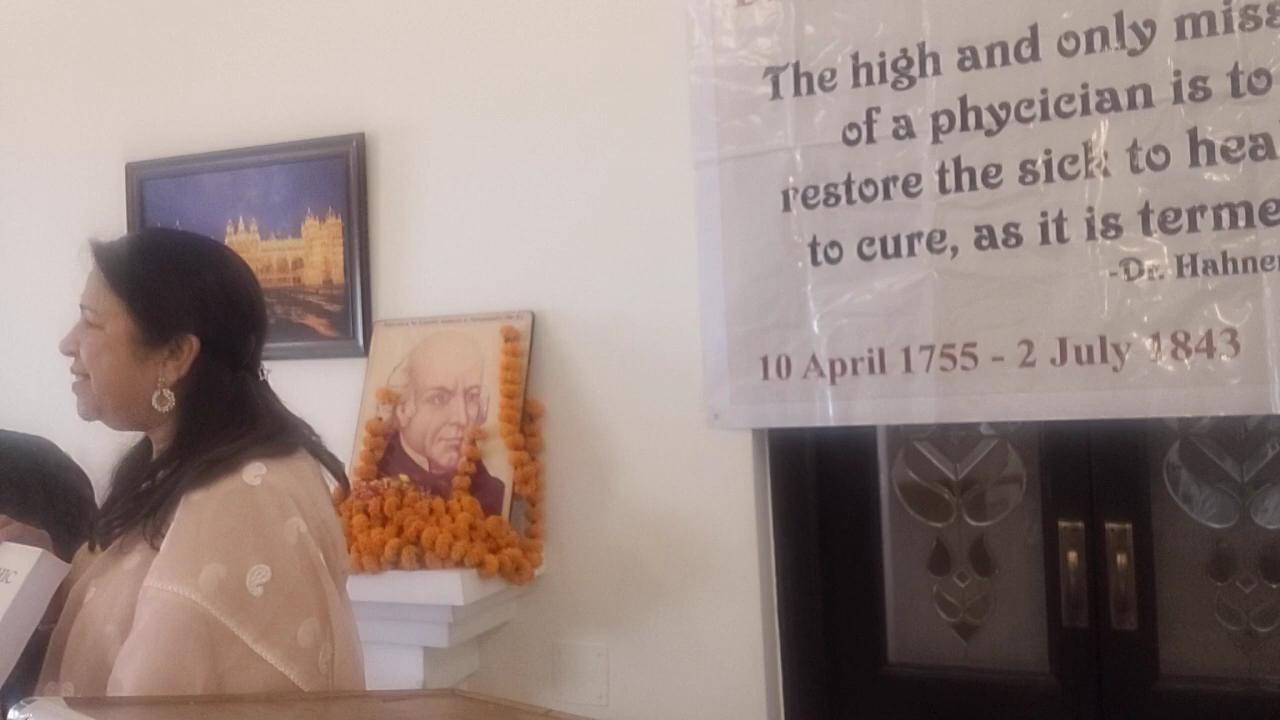 The high and only miss
of a phycician is to
restore the sick to hea
to cure, as it is terme
-Dr. Hahne
10 April 1755 - 2 July 1843